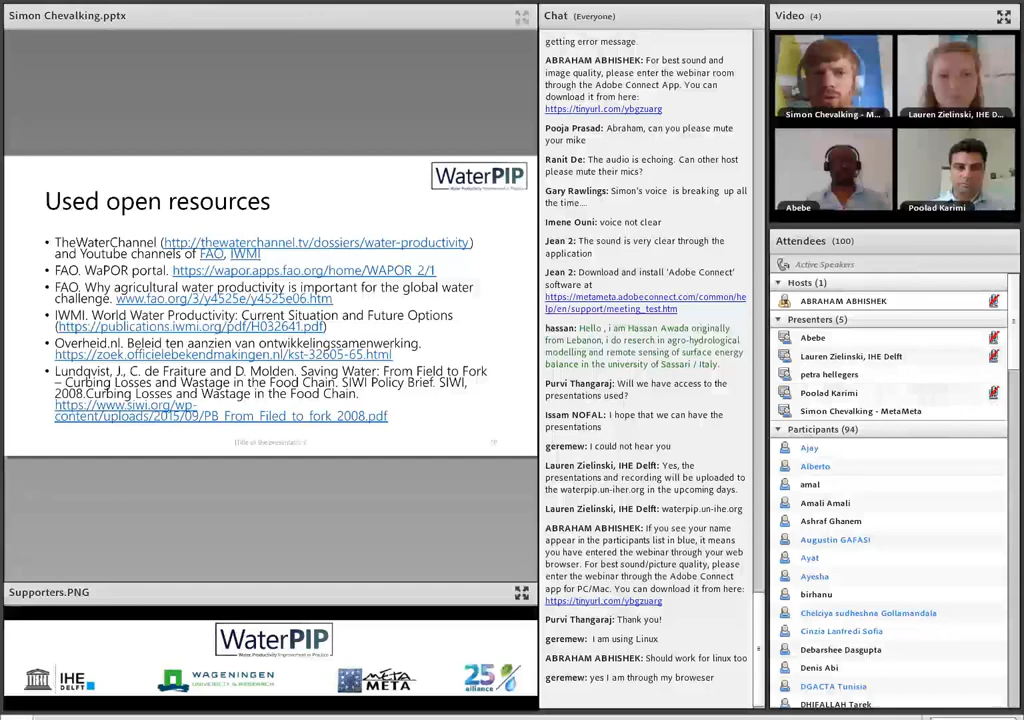 Simon Chevalking.pptx
WaterPIP
Used open resources
• TheWaterChannel (http://thewaterchannel.tv/dossiers/water-productivity)
and Youtube channels of FAO, IWMI
• FAO. WaPOR portal. https://wapor.apps.fao.org/home/WAPOR_2/1
• FAO. Why agricultural water productivity is important for the global water
challenge. www.fao.org/3/y4525e/y4525e06.htm
• IWMI. World Water Productivity: Current Situation and Future Options
(https://publications.iwmi.org/pdf/H032641.pdf)
• Overheid.nl. Beleid ten aanzien van ontwikkelingssamenwerking.
https://zoek.officielebekendmakingen.nl/kst-32605-65.html
• Lundqvist, J., C. de Fraiture and D. Molden. Saving Water: From Field to Fork
– Curbing Losses and Wastage in the Food Chain. SIWI Policy Brief. SIWI,
2008.Curbing Losses and Wastage in the Food Chain.
https://www.siwi.org/wp-
content/uploads/2015/09/PB_From_Filed_to_fork_2008.pdf
Supporters.PNG
WaterPIP
Water Productivity Improvement in Practice
IHE
DELFT
WAGENINGEN
UNIVERSITY & RESEARCH
META
META
25
alliance
Chat (Everyone)
getting error message
ABRAHAM ABHISHEK: For best sound and
image quality, please enter the webinar room
through the Adobe Connect App. You can
download it from here:
https://tinyurl.com/ybgzuarg
Pooja Prasad: Abraham, can you please mute
your mike
Ranit De: The audio is echoing. Can other host
please mute their mics?
Gary Rawlings: Simon's voice is breaking up all
the time....
Imene Ouni: voice not clear
Jean 2: The sound is very clear through the
application
Jean 2: Download and install 'Adobe Connect'
software at
https://metameta.adobeconnect.com/common/he
lp/en/support/meeting_test.htm
hassan: Hello , i am Hassan Awada originally
from Lebanon, i do reserch in agro-hydrological
modelling and remote sensing of surface energy
balance in the university of Sassari / Italy.
Purvi Thangaraj: Will we have access to the
presentations used?
Issam NOFAL: I hope that we can have the
presentations
geremew: I could not hear you
Lauren Zielinski, IHE Delft: Yes, the
presentations and recording will be uploaded to
the waterpip.un-iher.org in the upcoming days.
Lauren Zielinski, IHE Delft: waterpip.un-ihe.org
ABRAHAM ABHISHEK: If you see your name
appear in the participants list in blue, it means
you have entered the webinar through your web
browser. For best sound/picture quality, please
enter the webinar through the Adobe Connect
app for PC/Mac. You can download it from here:
https://tinyurl.com/ybgzuarg
Purvi Thangaraj: Thank you!
geremew: I am using Linux
ABRAHAM ABHISHEK: Should work for linux too
geremew: yes I am through my broweser
Video (4)
Simon Chevalking - M...
Lauren Zielinski, IHE D...
Abebe
Poolad Karimi
Attendees (100)
Active Speakers
Hosts (1)
ABRAHAM ABHISHEK
Presenters (5)
Abebe
Lauren Zielinski, IHE Delft
petra hellegers
Poolad Karimi
Simon Chevalking - MetaMeta
Participants (94)
Ajay
Alberto
amal
Amali Amali
Ashraf Ghanem
Augustin GAFASI
Ayat
Ayesha
birhanu
Chelciya sudheshna Gollamandala
Cinzia Lanfredi Sofia
Debarshee Dasgupta
Denis Abi
DGACTA Tunisia
DHIFALLAH Tarek